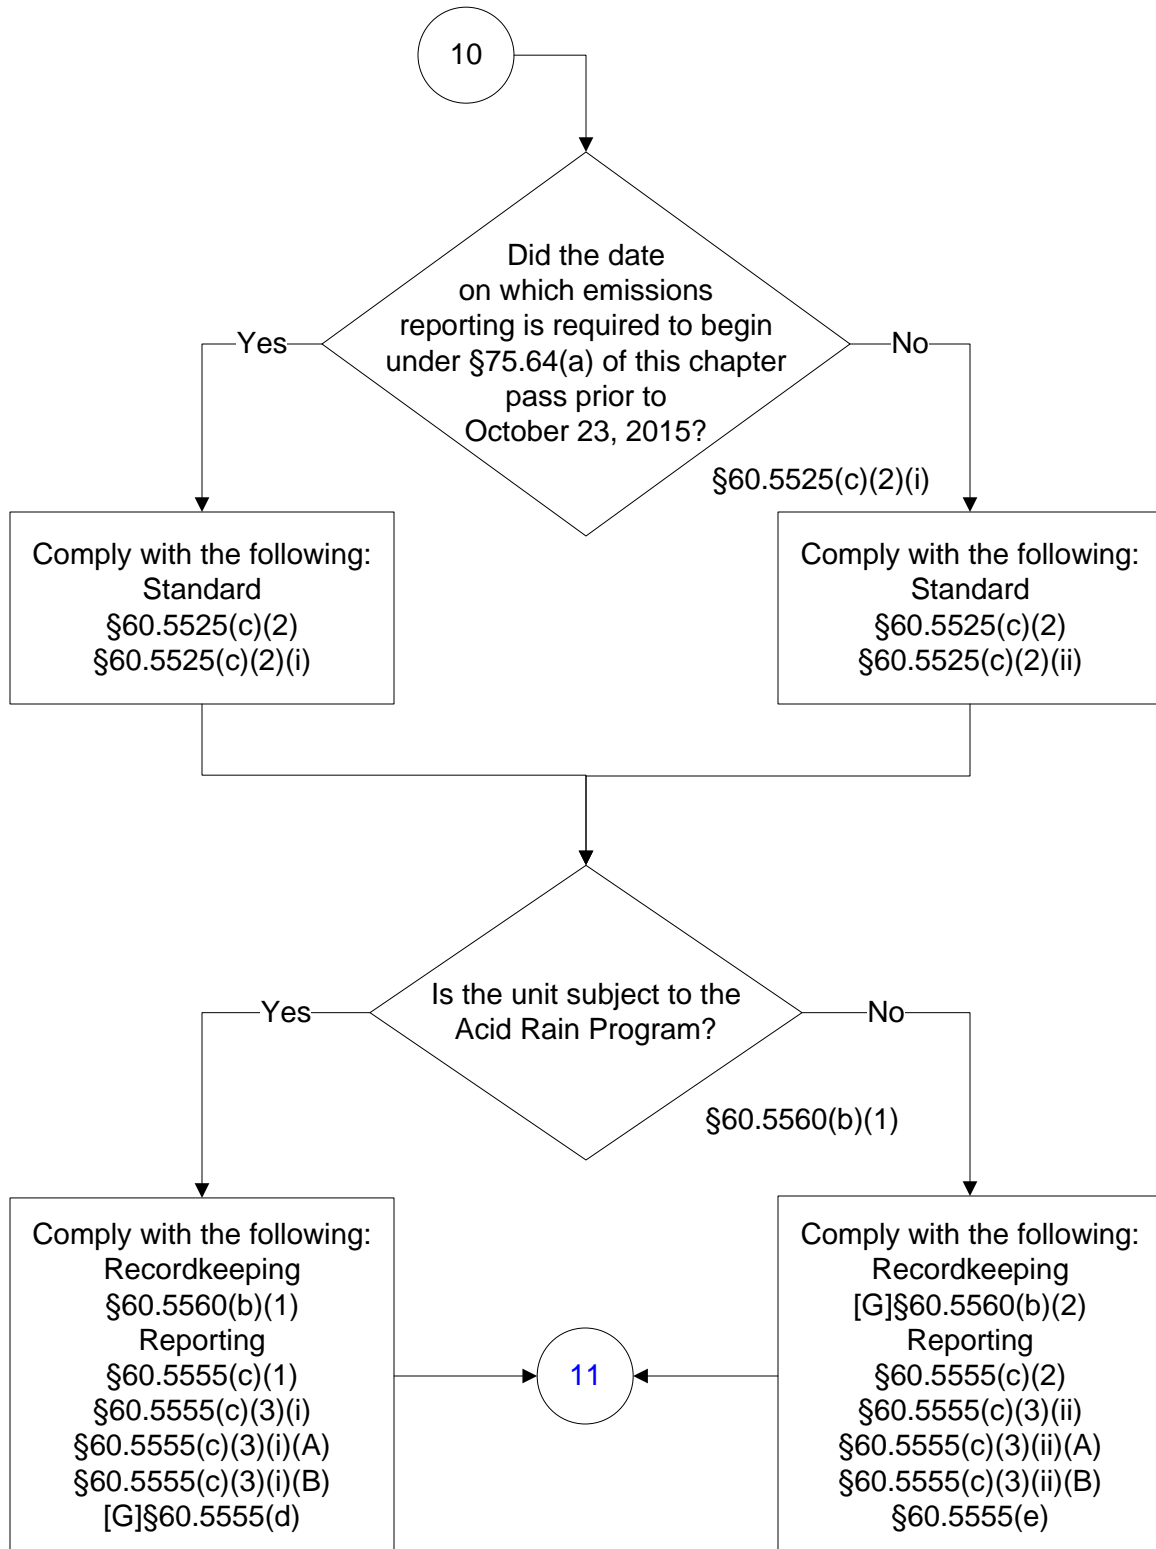 10
Did the date
on which emissions
reporting is required to begin
under §75.64(a) of this chapter
pass prior to
October 23, 2015?
Yes
No
§60.5525(c)(2)(i)
Comply with the following:
Standard
§60.5525(c)(2)
§60.5525(c)(2)(i)
Comply with the following:
Standard
§60.5525(c)(2)
§60.5525(c)(2)(ii)
Is the unit subject to the
Acid Rain Program?
Yes
No
§60.5560(b)(1)
Comply with the following:
Recordkeeping
§60.5560(b)(1)
Reporting
§60.5555(c)(1)
§60.5555(c)(3)(i)
§60.5555(c)(3)(i)(A)
§60.5555(c)(3)(i)(B)
[G]§60.5555(d)
11
Comply with the following:
Recordkeeping
[G]§60.5560(b)(2)
Reporting
§60.5555(c)(2)
§60.5555(c)(3)(ii)
§60.5555(c)(3)(ii)(A)
§60.5555(c)(3)(ii)(B)
§60.5555(e)